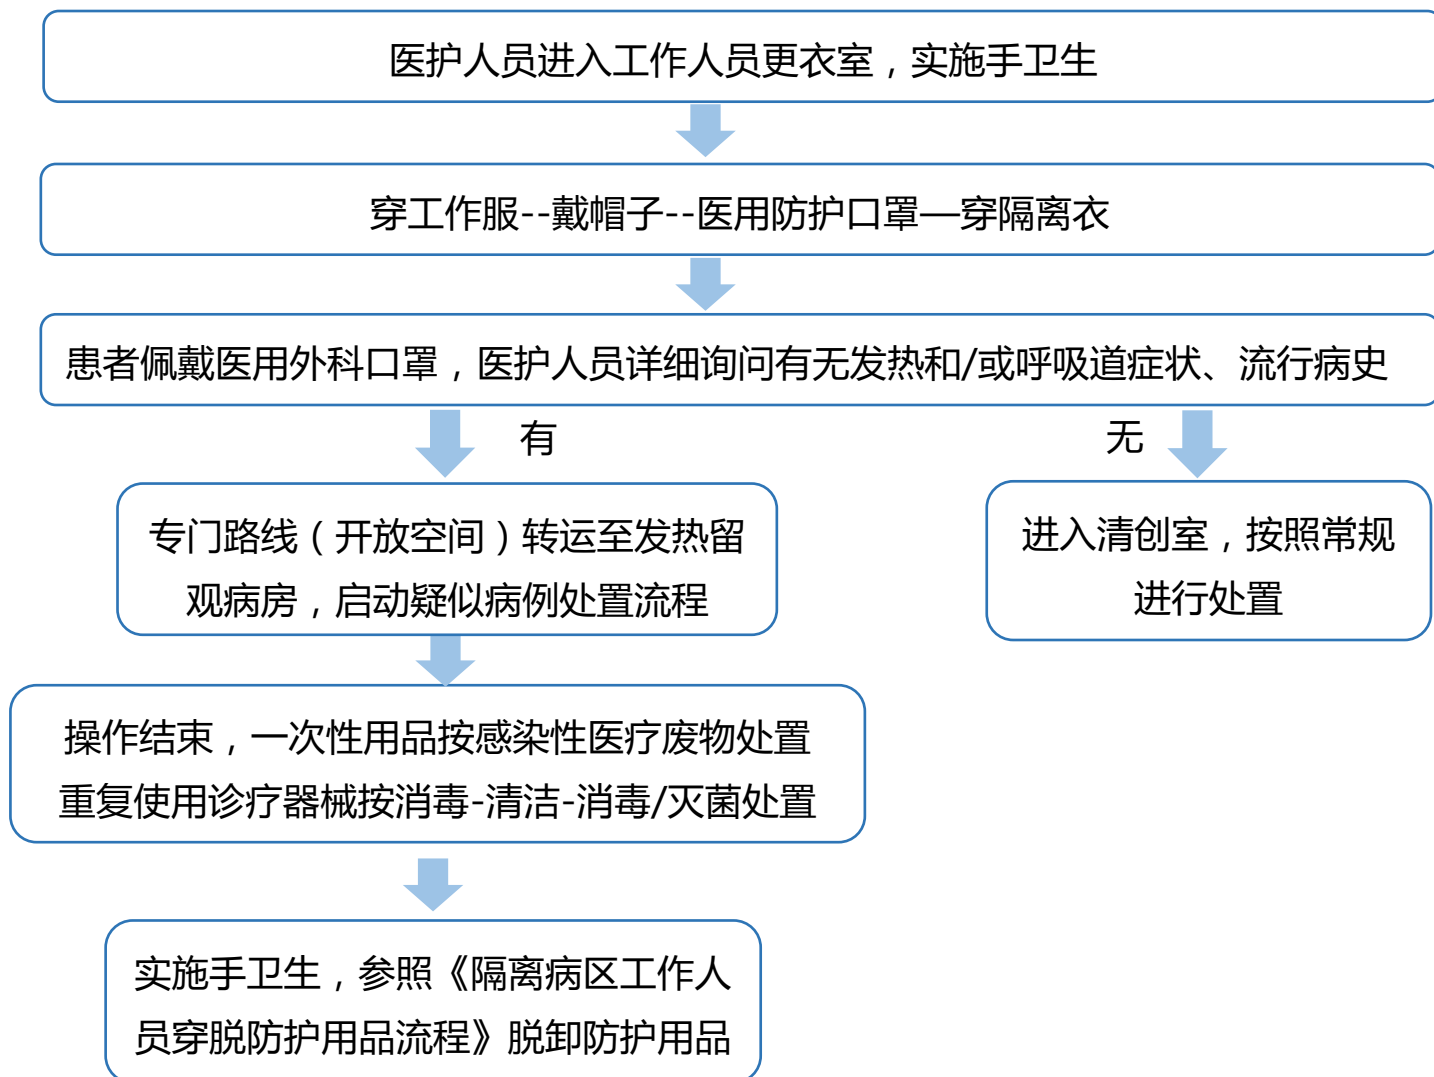 医护人员进入工作人员更衣室，实施手卫生
穿工作服--戴帽子--医用防护口罩—穿隔离衣
患者佩戴医用外科口罩，医护人员详细询问有无发热和/或呼吸道症状、流行病史
有
无
专门路线（开放空间）转运至发热留
观病房，启动疑似病例处置流程
进入清创室，按照常规
进行处置
操作结束，一次性用品按感染性医疗废物处置
重复使用诊疗器械按消毒-清洁-消毒/灭菌处置
实施手卫生，参照《隔离病区工作人
员穿脱防护用品流程》脱卸防护用品